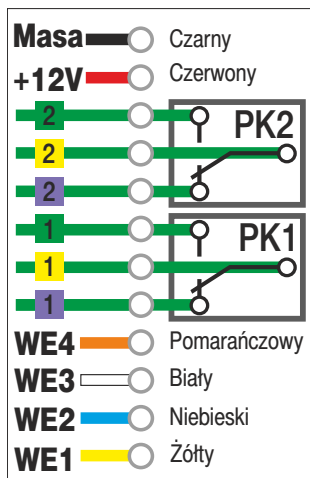 Masa Czarny
+12V Czerwony
2 PK2
2
2
1 PK1
1
1
WE4 Pomarańczowy
WE3 Biały
WE2 Niebieski
WE1 Żółty